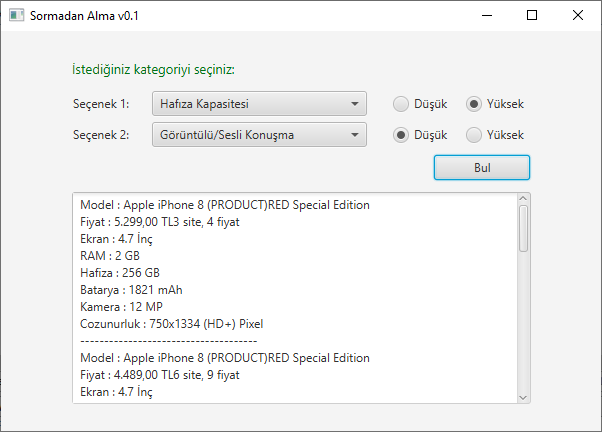 Sormadan Alma v0.1
İstediğiniz kategoriyi seçiniz:
Seçenek 1: Hafıza Kapasitesi Düşük Yüksek
Seçenek 2: Görüntülü/Sesli Konuşma Düşük Yüksek
Bul
Model : Apple iPhone 8 (PRODUCT)RED Special Edition
Fiyat : 5.299,00 TL3 site, 4 fiyat
Ekran : 4.7 İnç
RAM : 2 GB
Hafiza : 256 GB
Batarya : 1821 mAh
Kamera : 12 MP
Cozunurluk : 750x1334 (HD+) Pixel
-------------------------------------
Model : Apple iPhone 8 (PRODUCT)RED Special Edition
Fiyat : 4.489,00 TL6 site, 9 fiyat
Ekran : 4.7 İnç